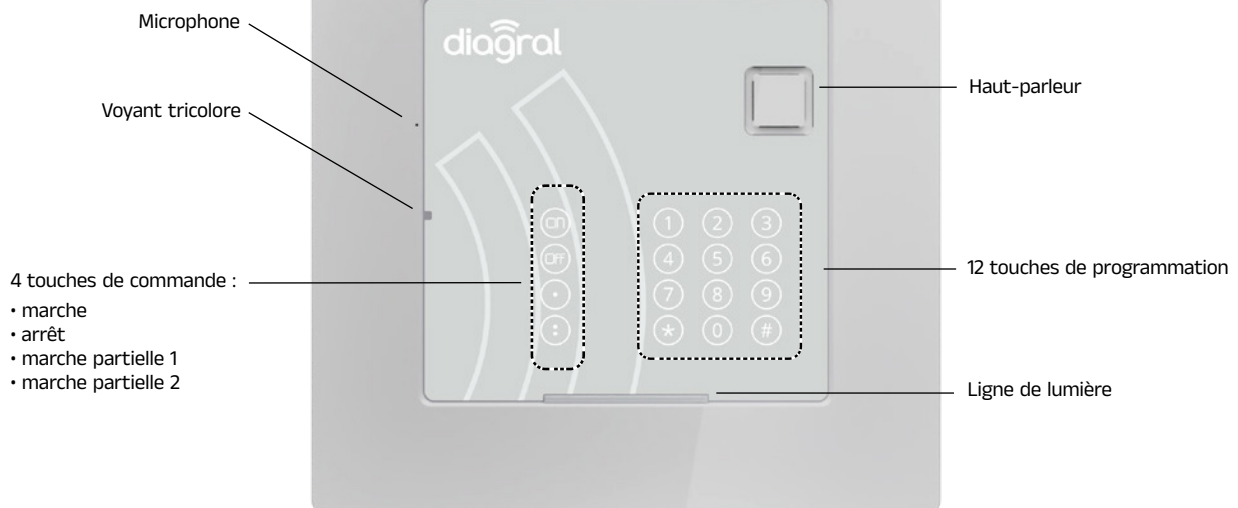 Microphone
diagral
Haut-parleur
Voyant tricolore
4 touches de commande :
• marche
• arrêt
• marche partielle 1
• marche partielle 2
ON
OFF
•
:
1 2 3
4 5 6
7 8 9
* 0 #
12 touches de programmation
Ligne de lumière